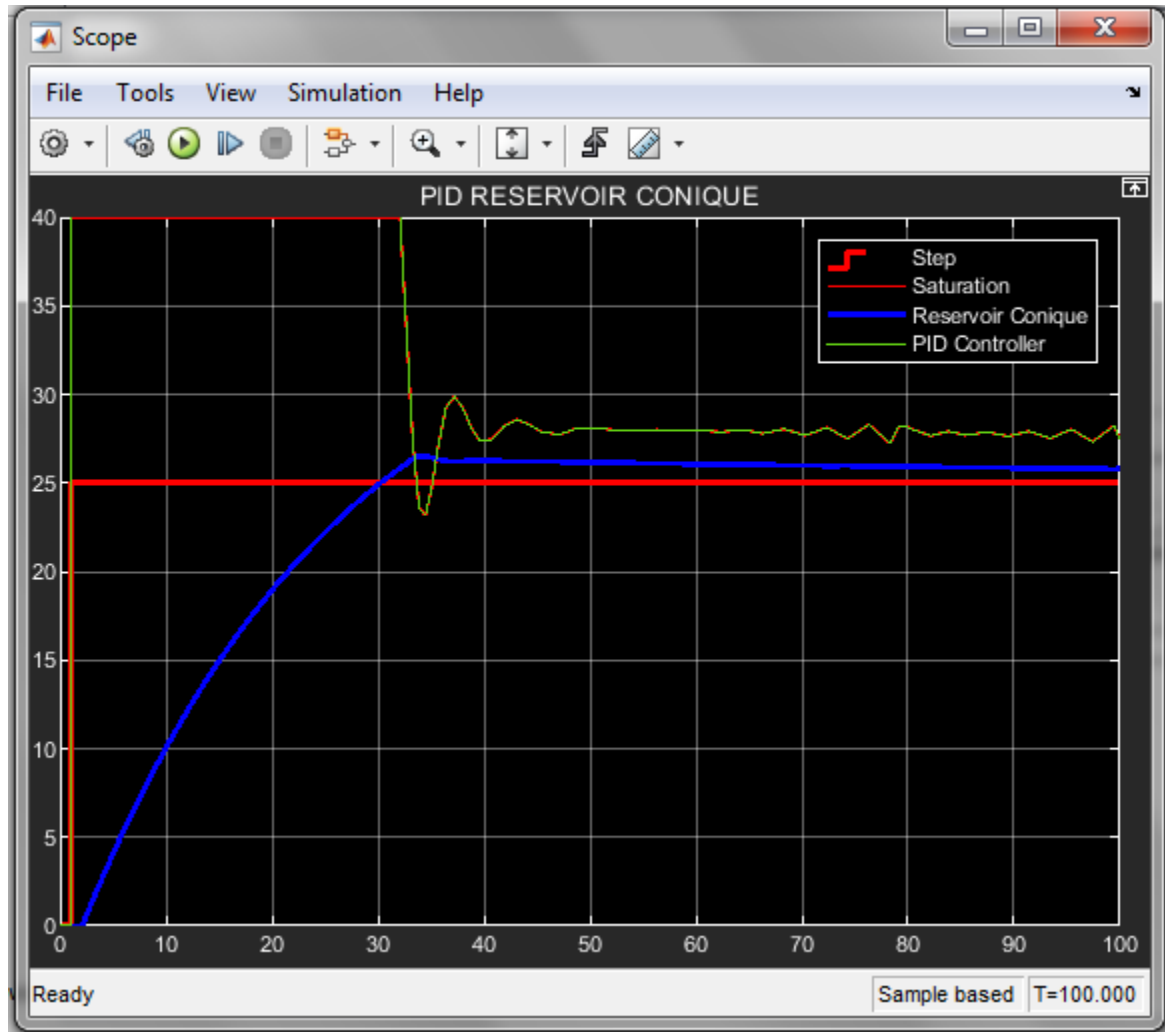 Scope
File Tools View Simulation Help
PID RESERVOIR CONIQUE
40
35
30
25
20
15
10
5
0
Step
Saturation
Reservoir Conique
PID Controller
0 10 20 30 40 50 60 70 80 90 100
Ready Sample based T=100.000